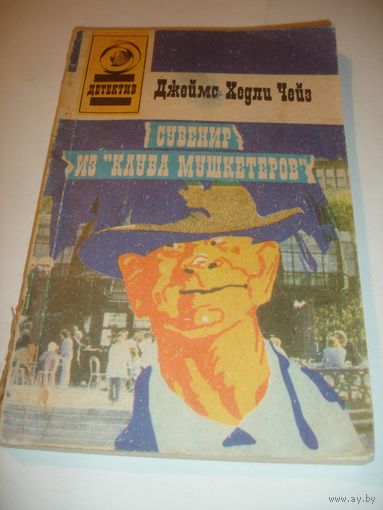 ДЕТЕКТИВ
Джеймс Хедли Чейз
СУВЕНИР
ИЗ "КЛУБА МУШКЕТЕРОВ"
www.ay.by